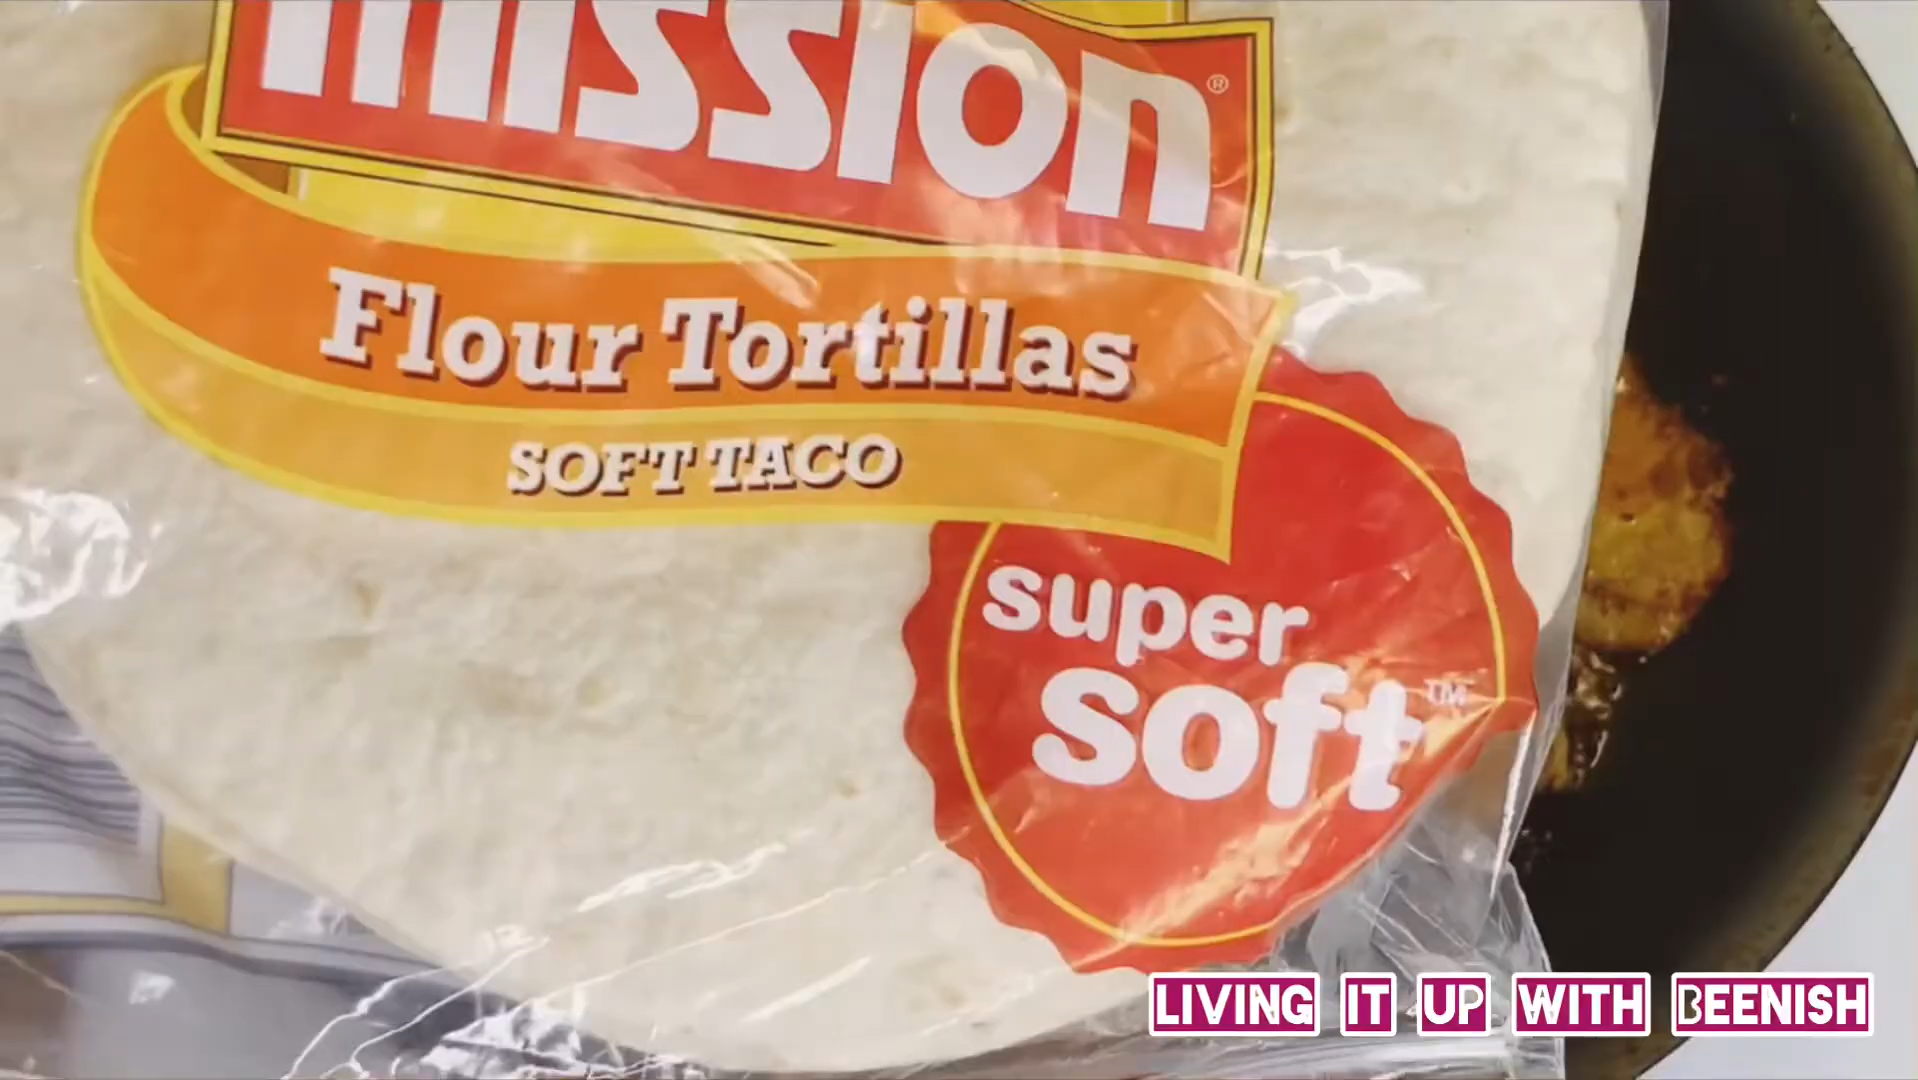 mission®
Flour Tortillas
SOFT TACO
super
soft™
LIVING IT UP WITH BEENISH